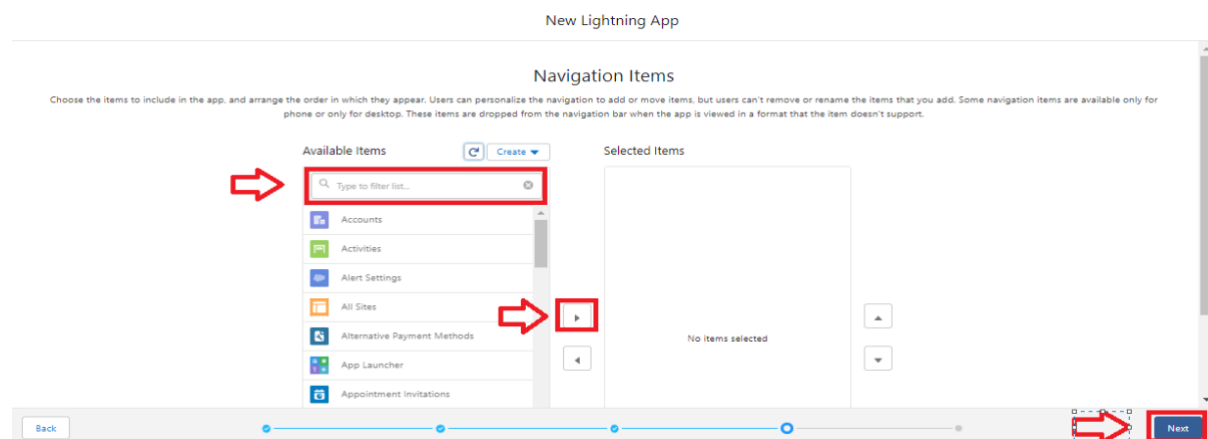 New Lightning App
Navigation Items
Choose the items to include in the app, and arrange the order in which they appear. Users can personalize the navigation to add or move items, but users can't remove or rename the items that you add. Some navigation items are available only for
phone or only for desktop. These items are dropped from the navigation bar when the app is viewed in a format that the item doesn't support.
Available Items
Create
Selected Items
Type to filter list...
Accounts
Activities
Alert Settings
All Sites
Alternative Payment Methods
No items selected
App Launcher
Appointment Invitations
Back
Next